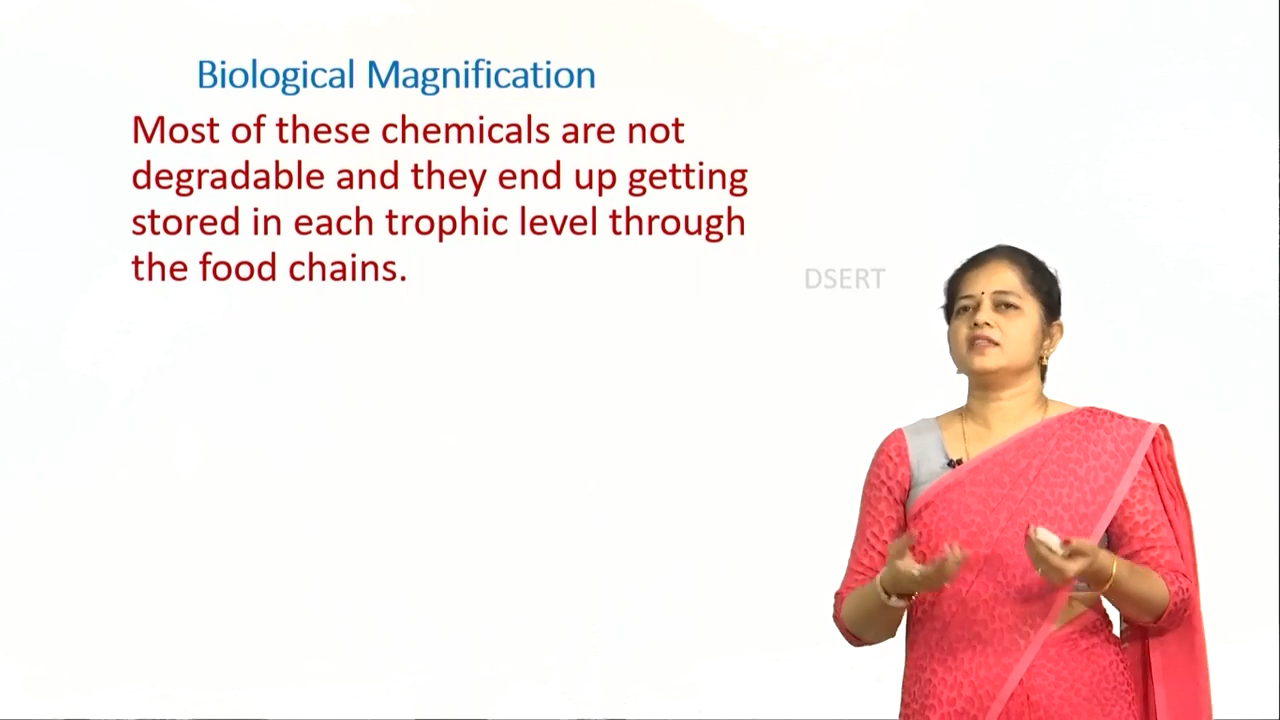 Biological Magnification
Most of these chemicals are not
degradable and they end up getting
stored in each trophic level through
the food chains.
DSERT